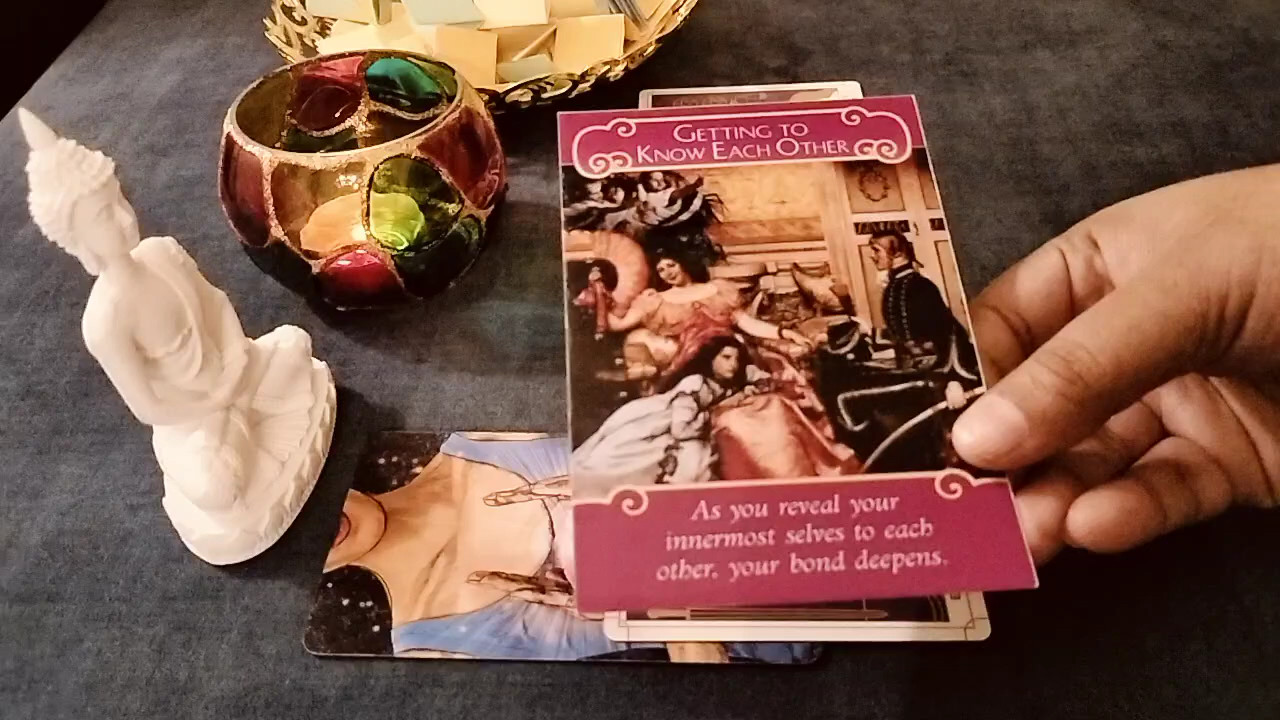 GETTING TO
KNOW EACH OTHER
As you reveal your
innermost selves to each
other, your bond deepens.